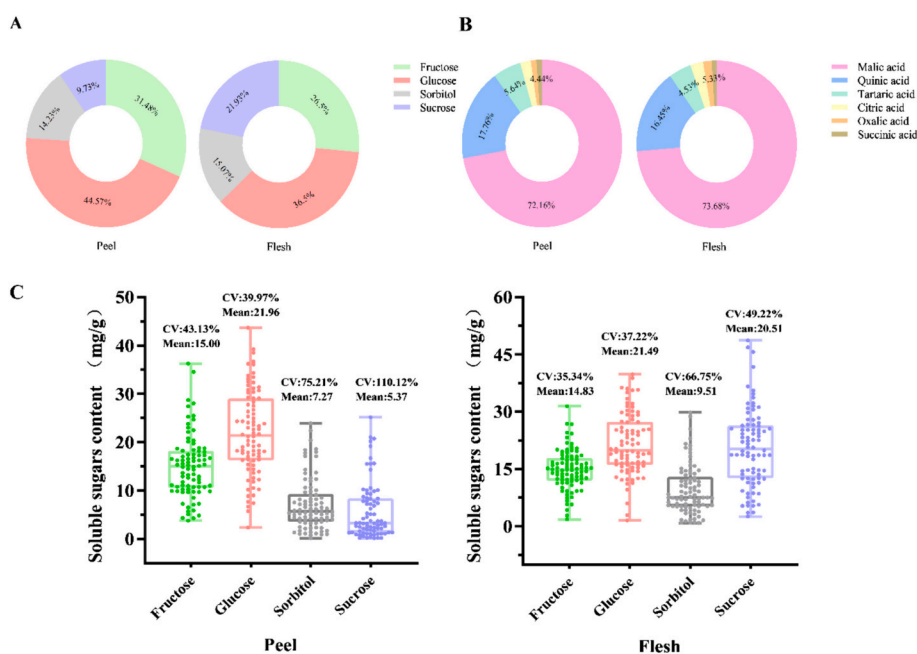 A
9.73%
31.48%
14.23%
44.57%
Peel
21.93%
26.5%
15.07%
36.5%
Flesh
Fructose
Glucose
Sorbitol
Sucrose
B
5.64%
4.44%
17.76%
72.16%
Peel
4.53%
5.33%
16.45%
73.68%
Flesh
Malic acid
Quinic acid
Tartaric acid
Citric acid
Oxalic acid
Succinic acid
C
Soluble sugars content （mg/g）
50
40
30
20
10
0
CV:43.13%
Mean:15.00
CV:39.97%
Mean:21.96
CV:75.21%
Mean:7.27
CV:110.12%
Mean:5.37
Fructose
Glucose
Sorbitol
Sucrose
Peel
Soluble sugars content （mg/g）
60
45
30
15
0
CV:35.34%
Mean:14.83
CV:37.22%
Mean:21.49
CV:66.75%
Mean:9.51
CV:49.22%
Mean:20.51
Fructose
Glucose
Sorbitol
Sucrose
Flesh